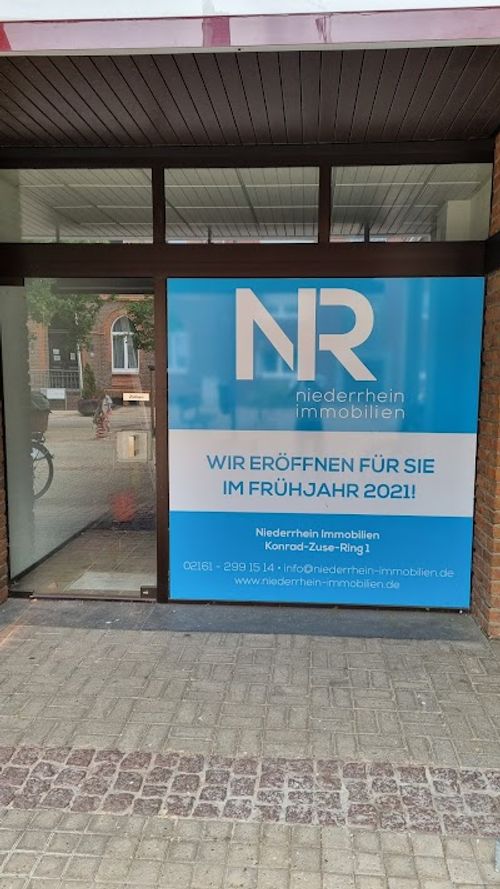 NR
niederrhein
immobilien
WIR ERÖFFNEN FÜR SIE
IM FRÜHJAHR 2021!
Niederrhein Immobilien
Konrad-Zuse-Ring 1
02161 - 299 15 14 • info@niederrhein-immobilien.de
www.niederrhein-immobilien.de